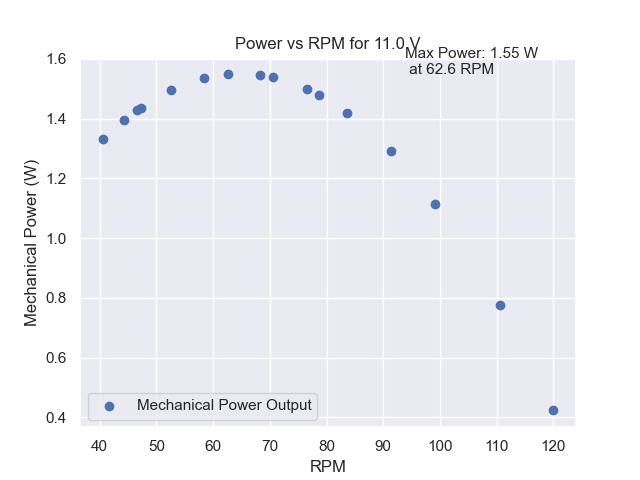 Power vs RPM for 11.0 V
Max Power: 1.55 W
at 62.6 RPM
1.6
1.4
1.2
1.0
0.8
0.6
0.4
Mechanical Power (W)
Mechanical Power Output
40 50 60 70 80 90 100 110 120
RPM